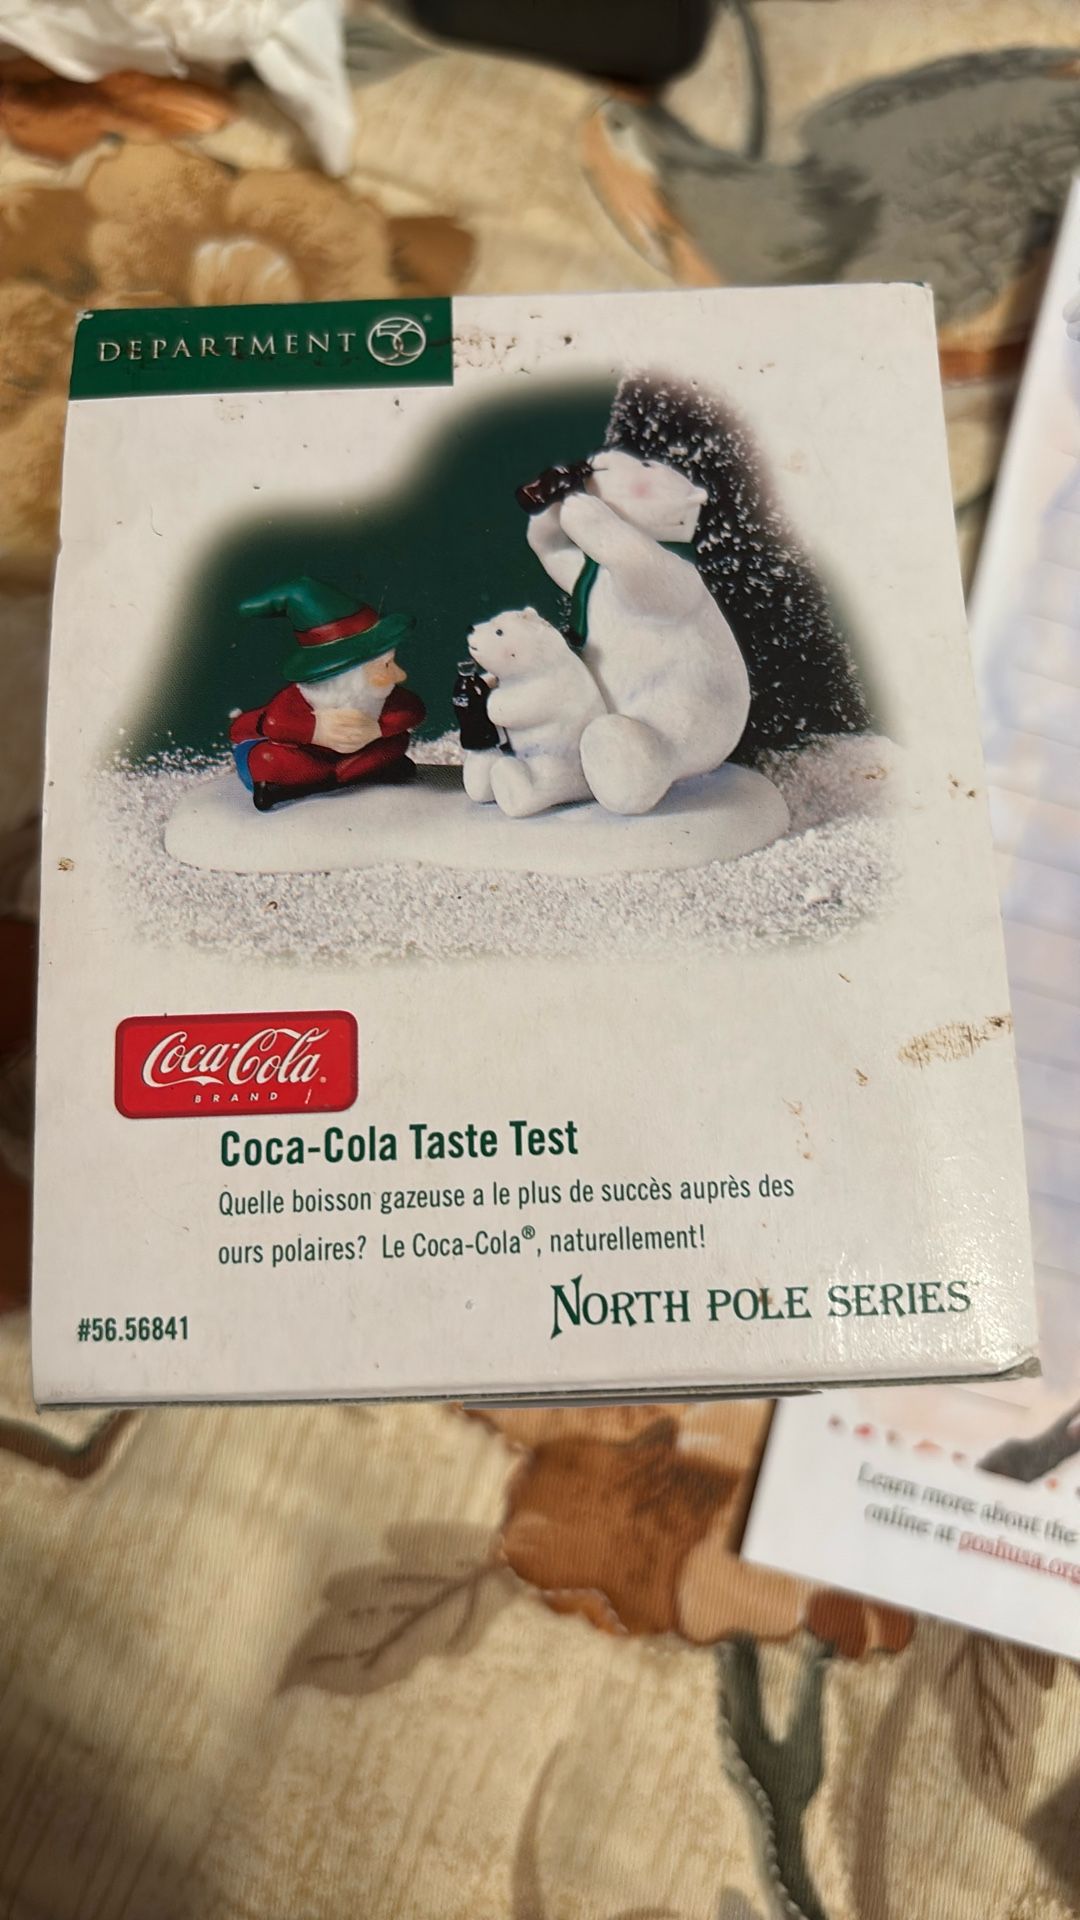 DEPARTMENT 56®
Coca-Cola
BRAND
Coca-Cola Taste Test
Quelle boisson gazeuse a le plus de succès auprès des
ours polaires? Le Coca-Cola®, naturellement!
NORTH POLE SERIES™
#56.56841
Learn more about the
online at poshusa.org